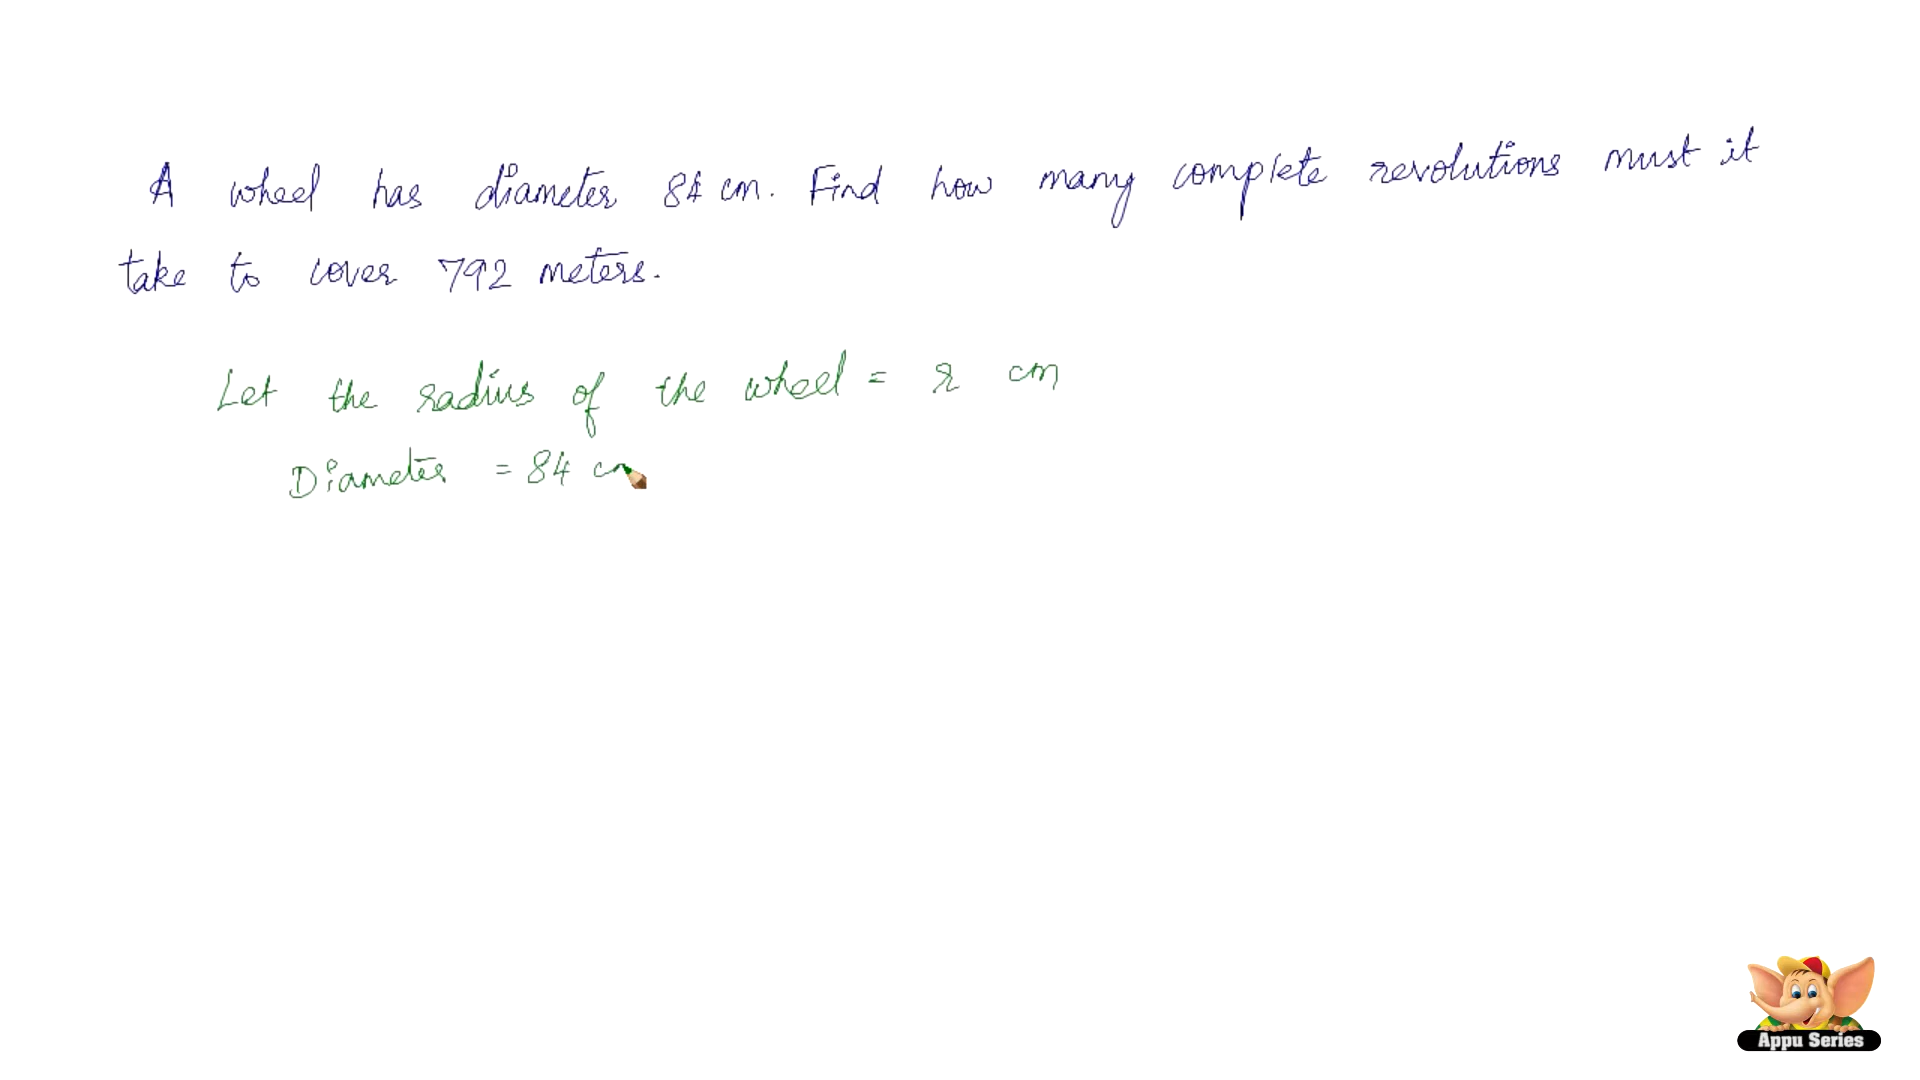 A wheel has diameter 84 cm. Find how many complete revolutions must it
take to cover 792 meters.
Let the radius of the wheel = r cm
Diameter = 84 cm
Appu Series